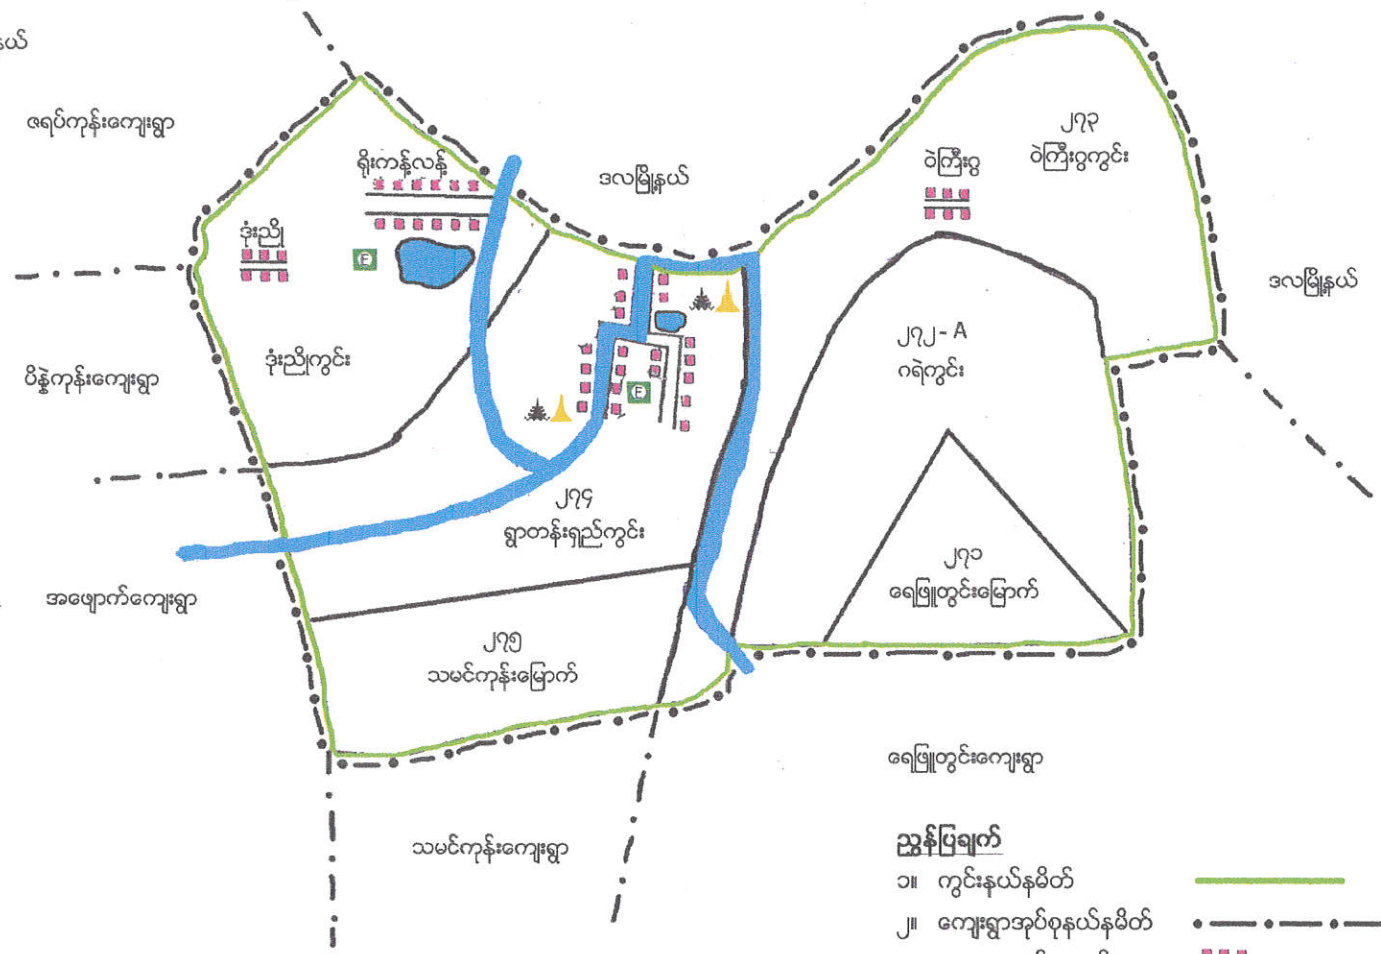 ဇရပ်ကုန်းကျေးရွာ
ရိုးကန့်လန့်
ဒုံးညို
ဒလမြို့နယ်
ဝဲကြီးဂွ
၂၇၃
ဝဲကြီးဂွကွင်း
ဒလမြို့နယ်
E
ပိန္နဲကုန်းကျေးရွာ
ဒုံးညိုကွင်း
၂၇၂-A
ဂရဲကွင်း
E
၂၇၄
ရွာတန်းရှည်ကွင်း
၂၇၁
ရေဖြူတွင်းမြောက်
အဖျောက်ကျေးရွာ
၂၇၅
သမင်ကုန်းမြောက်
ရေဖြူတွင်းကျေးရွာ
သမင်ကုန်းကျေးရွာ
ညွှန်ပြချက်
၁။ ကွင်းနယ်နမိတ်
၂။ ကျေးရွာအုပ်စုနယ်နမိတ်